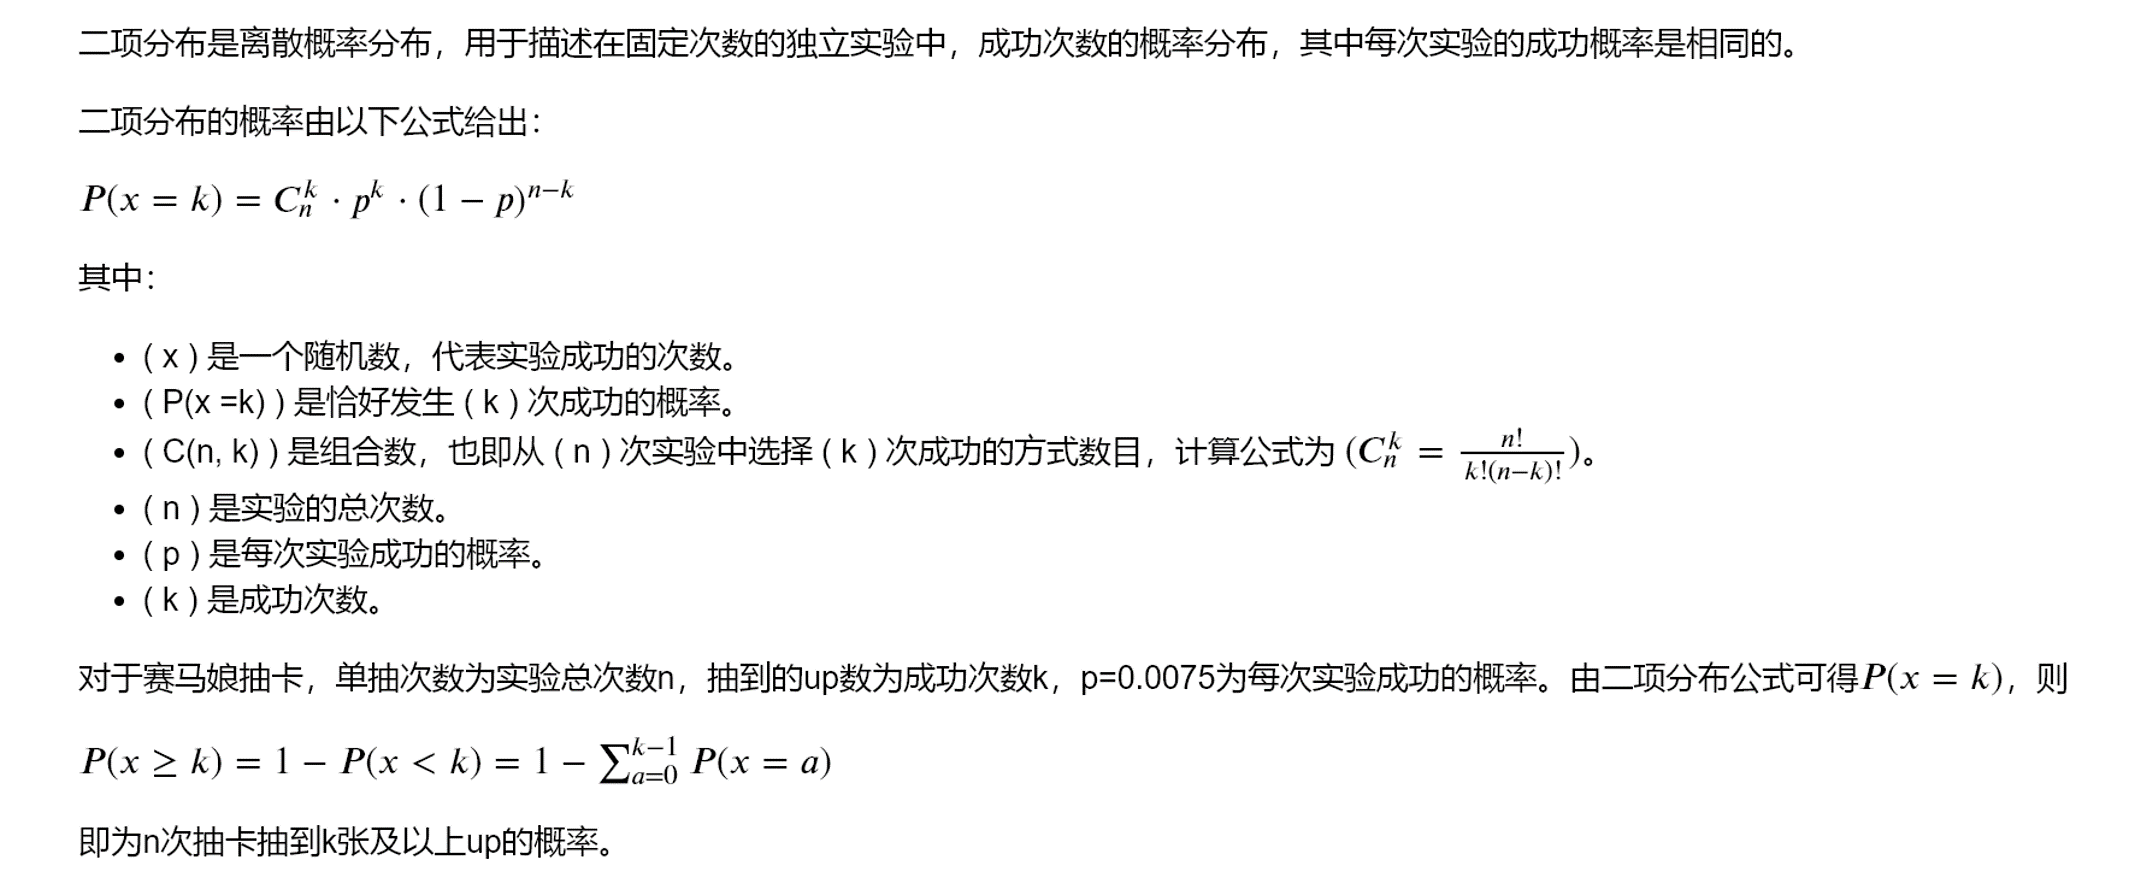 二项分布是离散概率分布，用于描述在固定次数的独立实验中，成功次数的概率分布，其中每次实验的成功概率是相同的。
二项分布的概率由以下公式给出：
$P(x = k) = C_n^k \cdot p^k \cdot (1 - p)^{n-k}$
其中：
• ( x ) 是一个随机数，代表实验成功的次数。
• ( P(x =k) ) 是恰好发生 ( k ) 次成功的概率。
• ( C(n, k) ) 是组合数，也即从 ( n ) 次实验中选择 ( k ) 次成功的方式数目，计算公式为 $(C_n^k = \frac{n!}{k!(n-k)!})$。
• ( n ) 是实验的总次数。
• ( p ) 是每次实验成功的概率。
• ( k ) 是成功次数。
对于赛马娘抽卡，单抽次数为实验总次数n，抽到的up数为成功次数k，p=0.0075为每次实验成功的概率。由二项分布公式可得$P(x = k)$，则
$P(x \geq k) = 1 - P(x < k) = 1 - \sum_{a=0}^{k-1} P(x = a)$
即为n次抽卡抽到k张及以上up的概率。